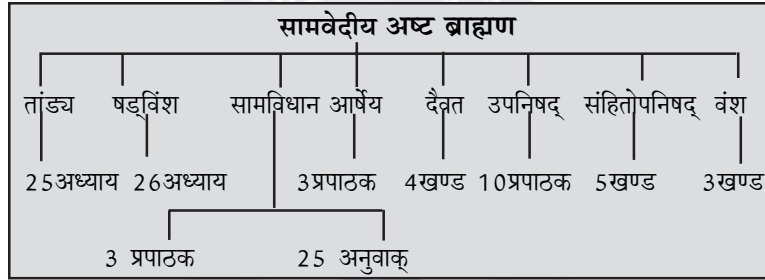 सामवेदीय अष्ट ब्राह्मण
तांड्य षड्विंश सामविधान आर्षेय दैवत उपनिषद् संहितोपनिषद् वंश
25अध्याय 26अध्याय 3प्रपाठक 4खण्ड 10प्रपाठक 5खण्ड 3खण्ड
3 प्रपाठक 25 अनुवाक्